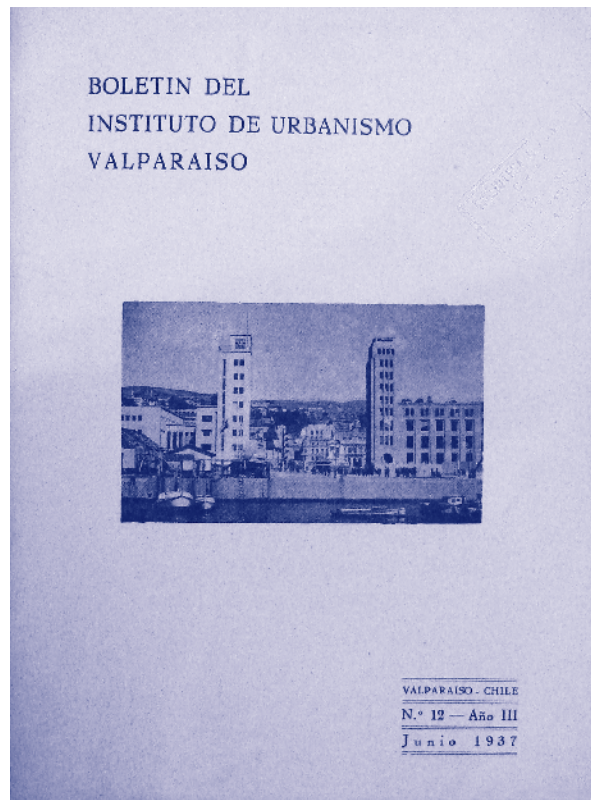 BOLETIN DEL
INSTITUTO DE URBANISMO
VALPARAISO
VALPARAISO - CHILE
N.º 12 — Año III
Junio 1937